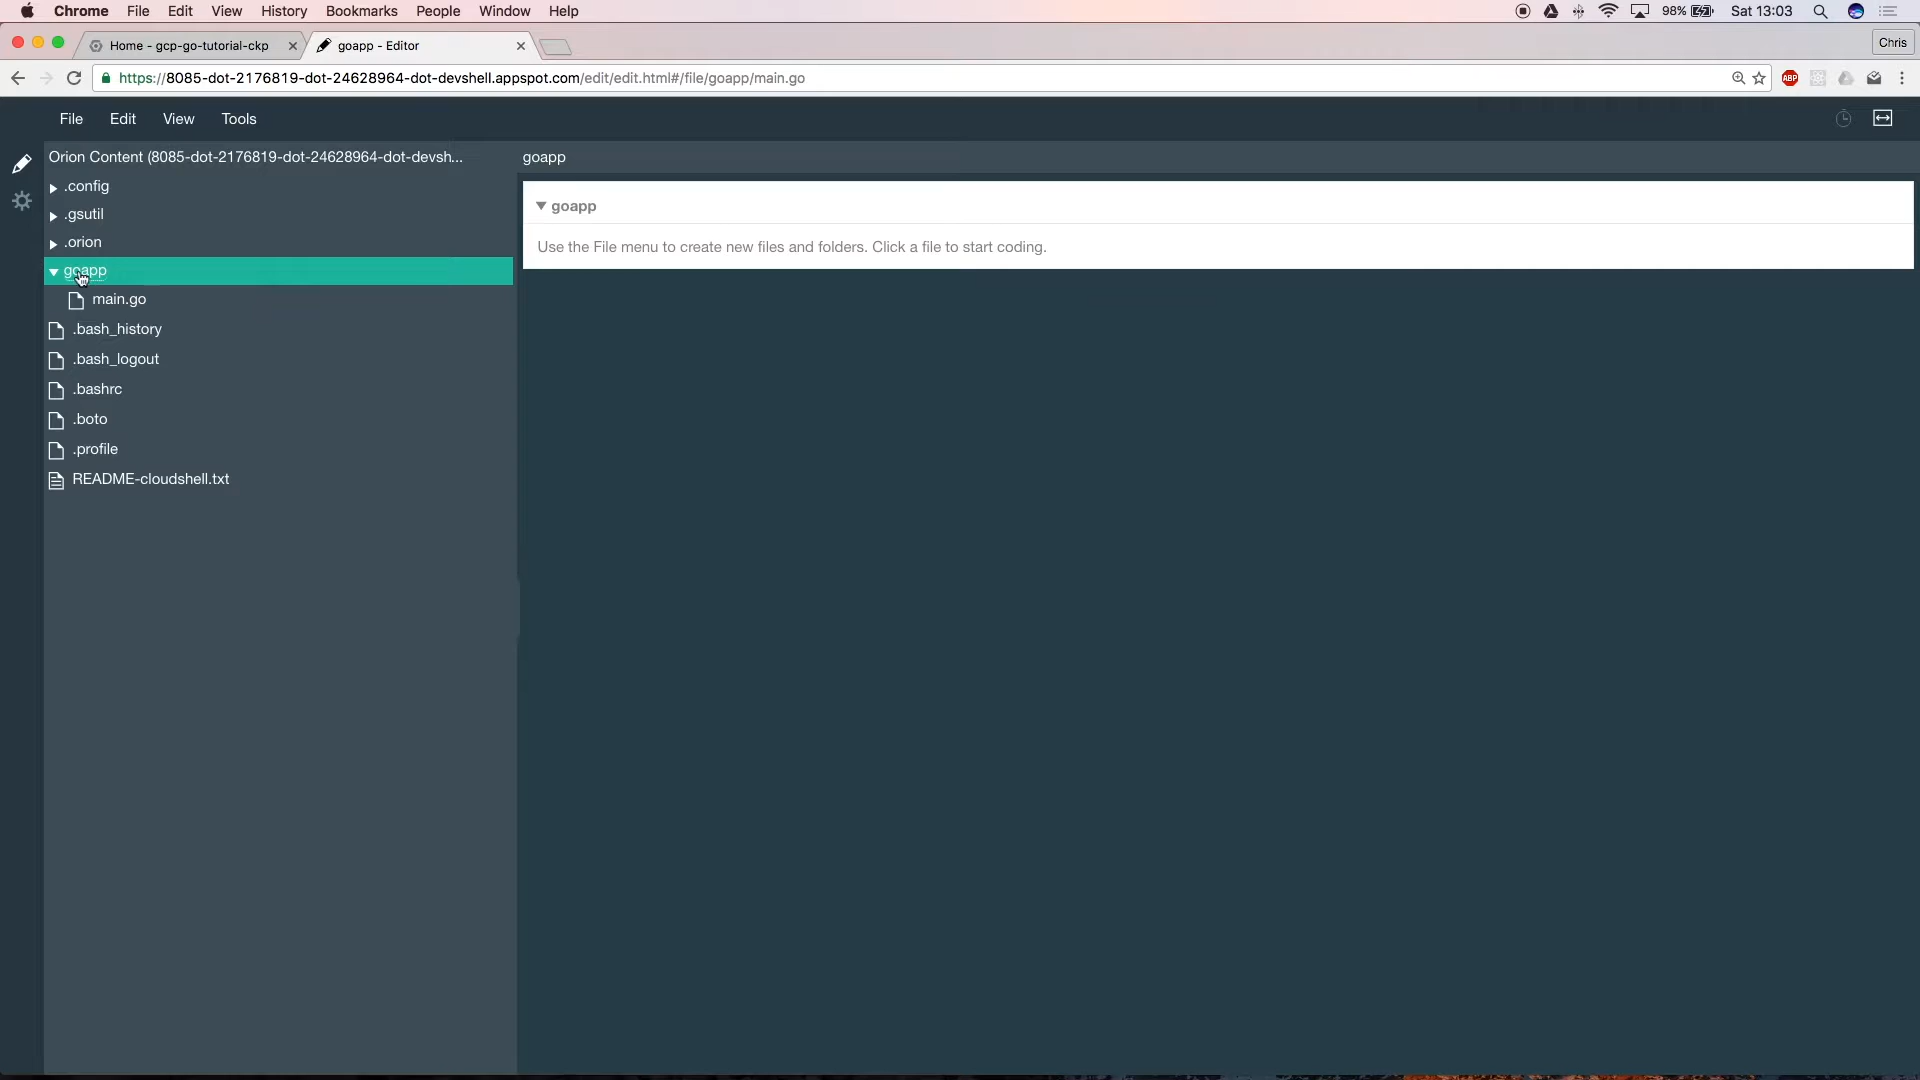 Chrome File Edit View History Bookmarks People Window Help 98% Sat 13:03
Home - gcp-go-tutorial-ckp goapp - Editor Chris
https://8085-dot-2176819-dot-24628964-dot-devshell.appspot.com/edit/edit.html#/file/goapp/main.go ABP
File Edit View Tools
Orion Content (8085-dot-2176819-dot-24628964-dot-devsh... goapp
.config
.gsutil
.orion
goapp
main.go
.bash_history
.bash_logout
.bashrc
.boto
.profile
README-cloudshell.txt
goapp
Use the File menu to create new files and folders. Click a file to start coding.